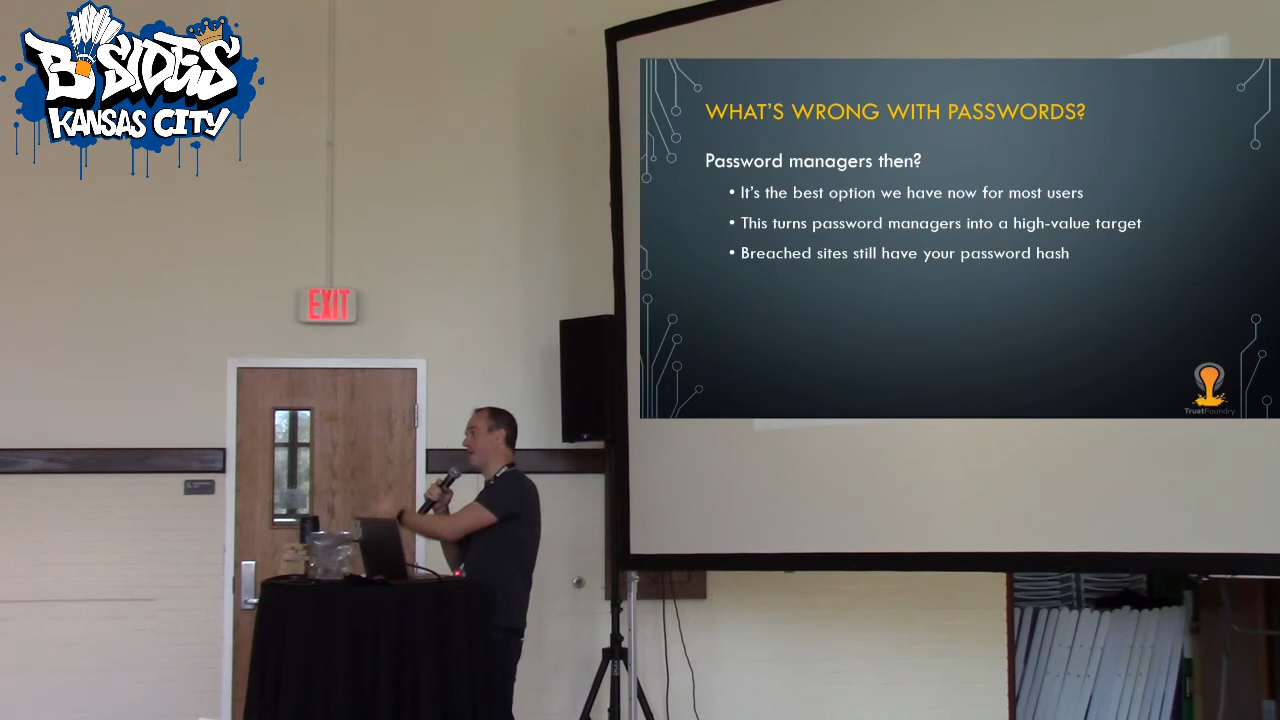 B·SIDES
KANSAS CITY
WHAT'S WRONG WITH PASSWORDS?
Password managers then?
• It's the best option we have now for most users
• This turns password managers into a high-value target
• Breached sites still have your password hash
EXIT
TrustFoundry